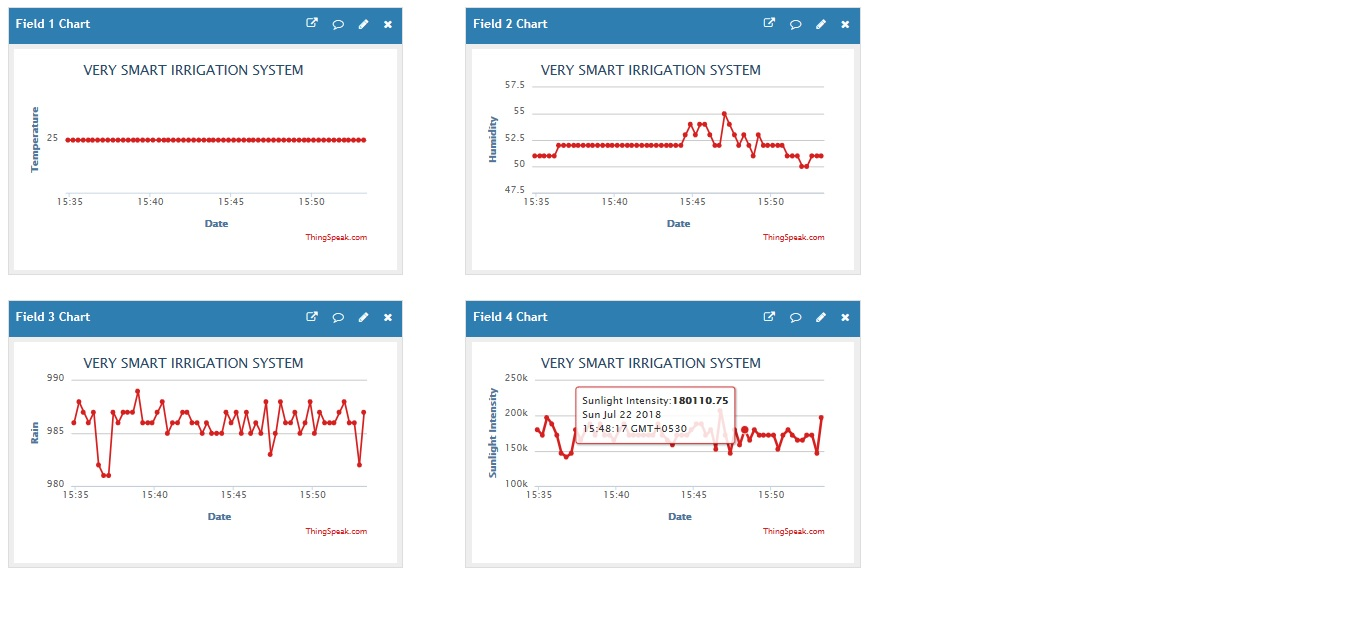 Field 1 Chart
VERY SMART IRRIGATION SYSTEM
Temperature
25
15:35 15:40 15:45 15:50
Date
ThingSpeak.com
Field 2 Chart
VERY SMART IRRIGATION SYSTEM
Humidity
57.5
55
52.5
50
47.5
15:35 15:40 15:45 15:50
Date
ThingSpeak.com
Field 3 Chart
VERY SMART IRRIGATION SYSTEM
Rain
990
985
980
15:35 15:40 15:45 15:50
Date
ThingSpeak.com
Field 4 Chart
VERY SMART IRRIGATION SYSTEM
Sunlight Intensity
250k
200k
150k
100k
Sunlight Intensity:180110.75
Sun Jul 22 2018
15:48:17 GMT+0530
15:35 15:40 15:45 15:50
Date
ThingSpeak.com